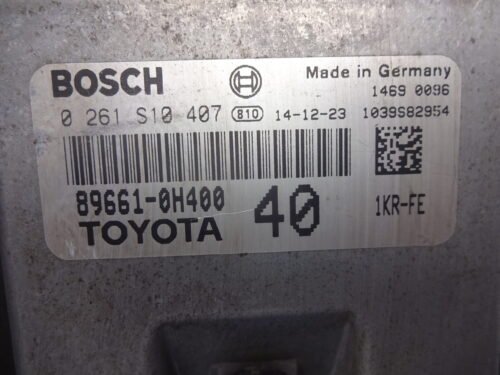 BOSCH
Made in Germany
1469 0096
0 261 S10 407 810 14-12-23 1039S82954
89661-0H400
TOYOTA 40 1KR-FE